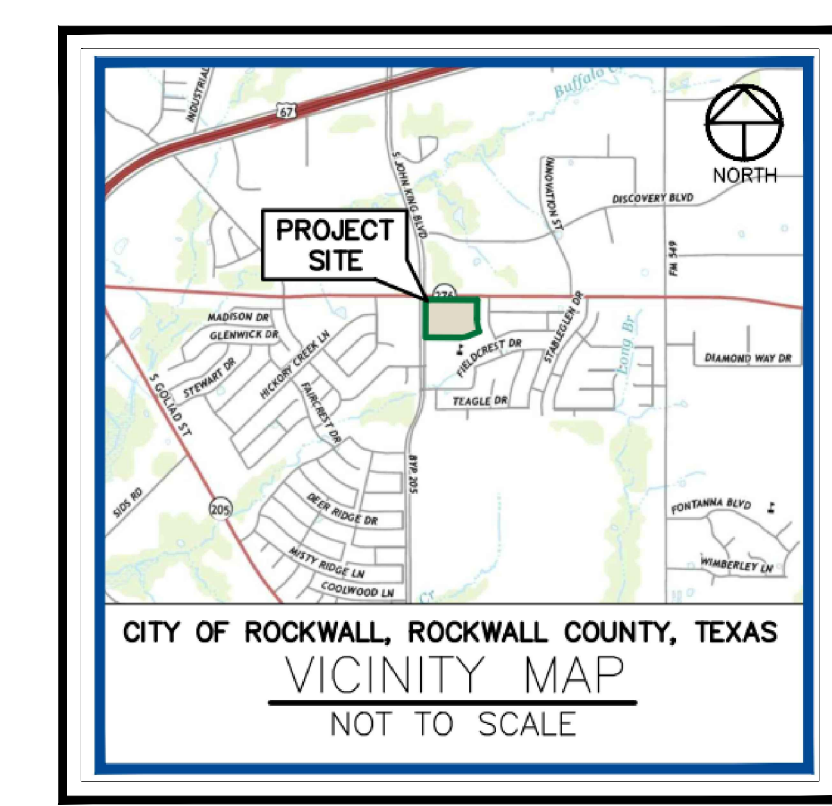 INDUSTRIAL
Buffalo Cr
67
NORTH
S JOHN KING BLVD
INNOVATION ST
DISCOVERY BLVD
PROJECT
SITE
FM 549
276
MADISON DR
GLENWICK DR
STEWART DR
HICKORY CREEK LN
FAIRCREST DR
FIELDCREST DR
STABLEGLEN DR
Long Br
DIAMOND WAY DR
TEAGLE DR
S GOLIAD ST
BYP 205
SIDS RD
205
DEER RIDGE DR
FONTANNA BLVD
MISTY RIDGE LN
WIMBERLEY LN
COOLWOOD LN
Cr
CITY OF ROCKWALL, ROCKWALL COUNTY, TEXAS
VICINITY MAP
NOT TO SCALE